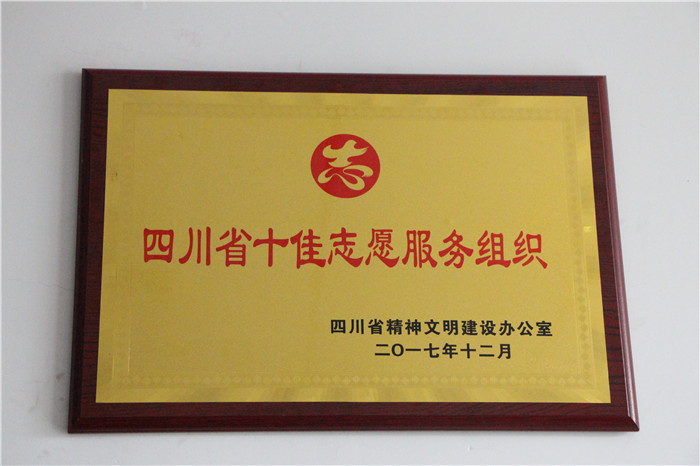 志
四川省十佳志愿服务组织
四川省精神文明建设办公室
二〇一七年十二月